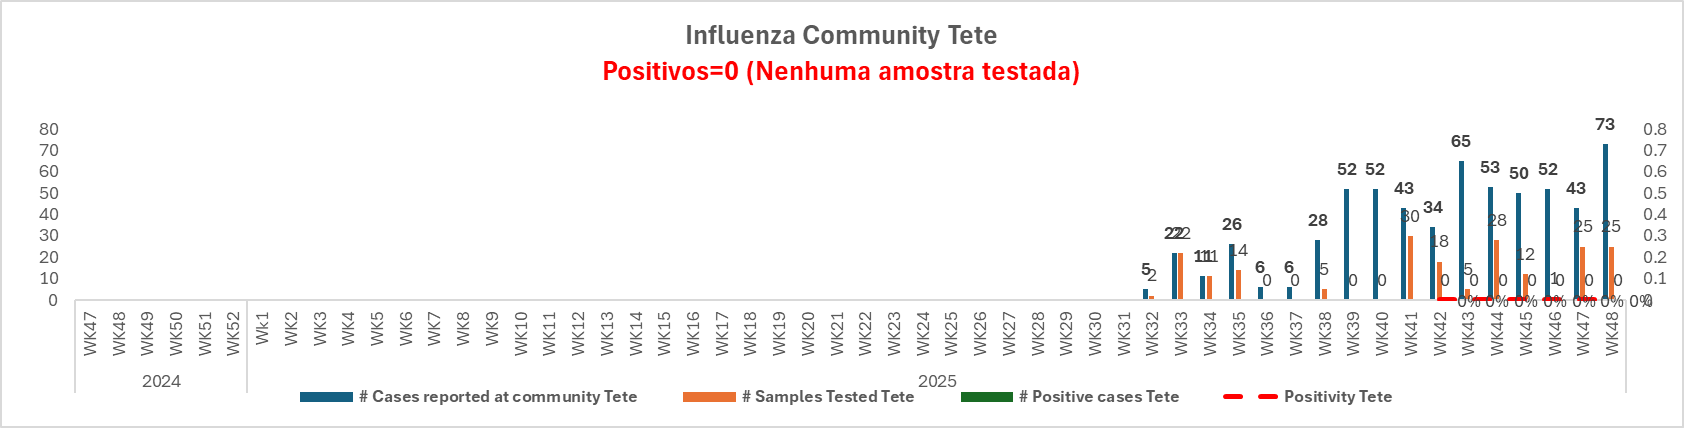 Influenza Community Tete
Positivos=0 (Nenhuma amostra testada)
80 70 60 50 40 30 20 10 0
0.8 0.7 0.6 0.5 0.4 0.3 0.2 0.1 0
5 22 11 26 6 6 28 52 52 43 34 65 53 50 52 43 73
2 22 11 14 0 0 5 0 0 30 18 5 28 12 1 25 25
0 0 0 0 0 0 0
0% 0% 0% 0% 0% 0% 0%
WK47 WK48 WK49 WK50 WK51 WK52 Wk1 WK2 WK3 WK4 WK5 WK6 WK7 WK8 WK9 WK10 WK11 WK12 WK13 WK14 WK15 WK16 WK17 WK18 WK19 WK20 WK21 WK22 WK23 WK24 WK25 WK26 WK27 WK28 WK29 WK30 WK31 WK32 WK33 WK34 WK35 WK36 WK37 WK38 WK39 WK40 WK41 WK42 WK43 WK44 WK45 WK46 WK47 WK48
2024 2025
# Cases reported at community Tete # Samples Tested Tete # Positive cases Tete Positivity Tete